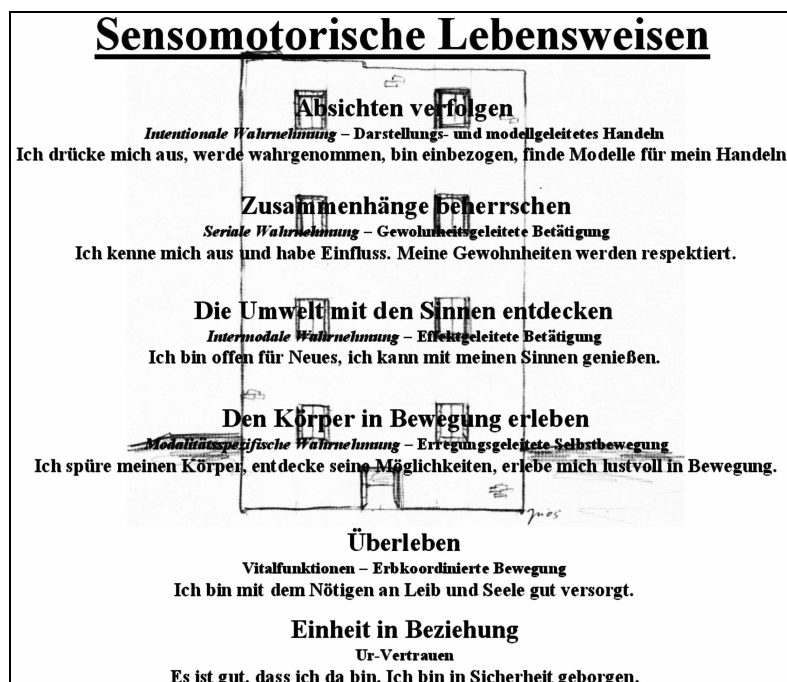 Sensomotorische Lebensweisen
Absichten verfolgen
Intentionale Wahrnehmung – Darstellungs- und modellgeleitetes Handeln
Ich drücke mich aus, werde wahrgenommen, bin einbezogen, finde Modelle für mein Handeln
Zusammenhänge beherrschen
Seriale Wahrnehmung – Gewohnheitsgeleitete Betätigung
Ich kenne mich aus und habe Einfluss. Meine Gewohnheiten werden respektiert.
Die Umwelt mit den Sinnen entdecken
Intermodale Wahrnehmung – Effektgeleitete Betätigung
Ich bin offen für Neues, ich kann mit meinen Sinnen genießen.
Den Körper in Bewegung erleben
Modalitätsspezifische Wahrnehmung – Erregungsgeleitete Selbstbewegung
Ich spüre meinen Körper, entdecke seine Möglichkeiten, erlebe mich lustvoll in Bewegung.
Überleben
Vitalfunktionen – Erbkoordinierte Bewegung
Ich bin mit dem Nötigen an Leib und Seele gut versorgt.
Einheit in Beziehung
Ur-Vertrauen
Es ist gut, dass ich da bin. Ich bin in Sicherheit geborgen.